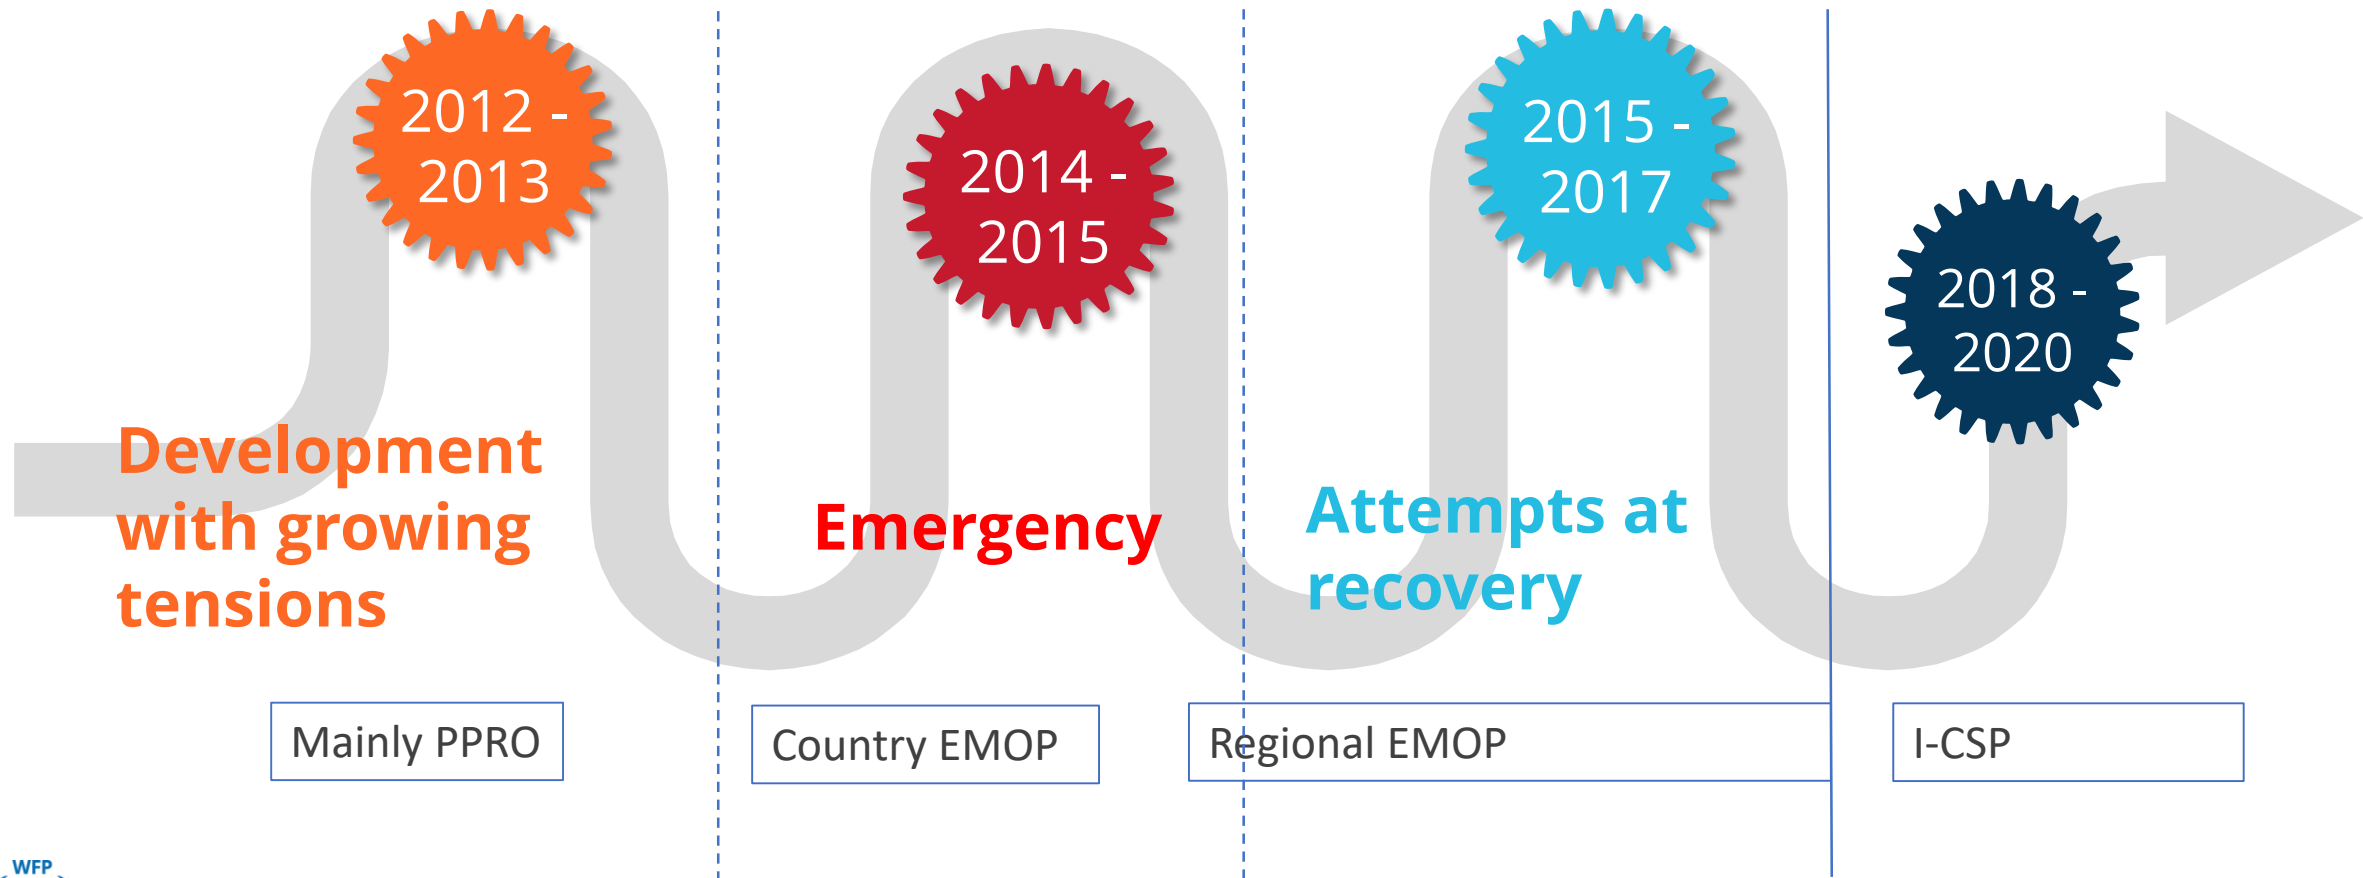 2012 -
2013
2014 -
2015
2015 -
2017
2018 -
2020
Development
with growing
tensions
Emergency
Attempts at
recovery
Mainly PPRO
Country EMOP
Regional EMOP
I-CSP
WFP